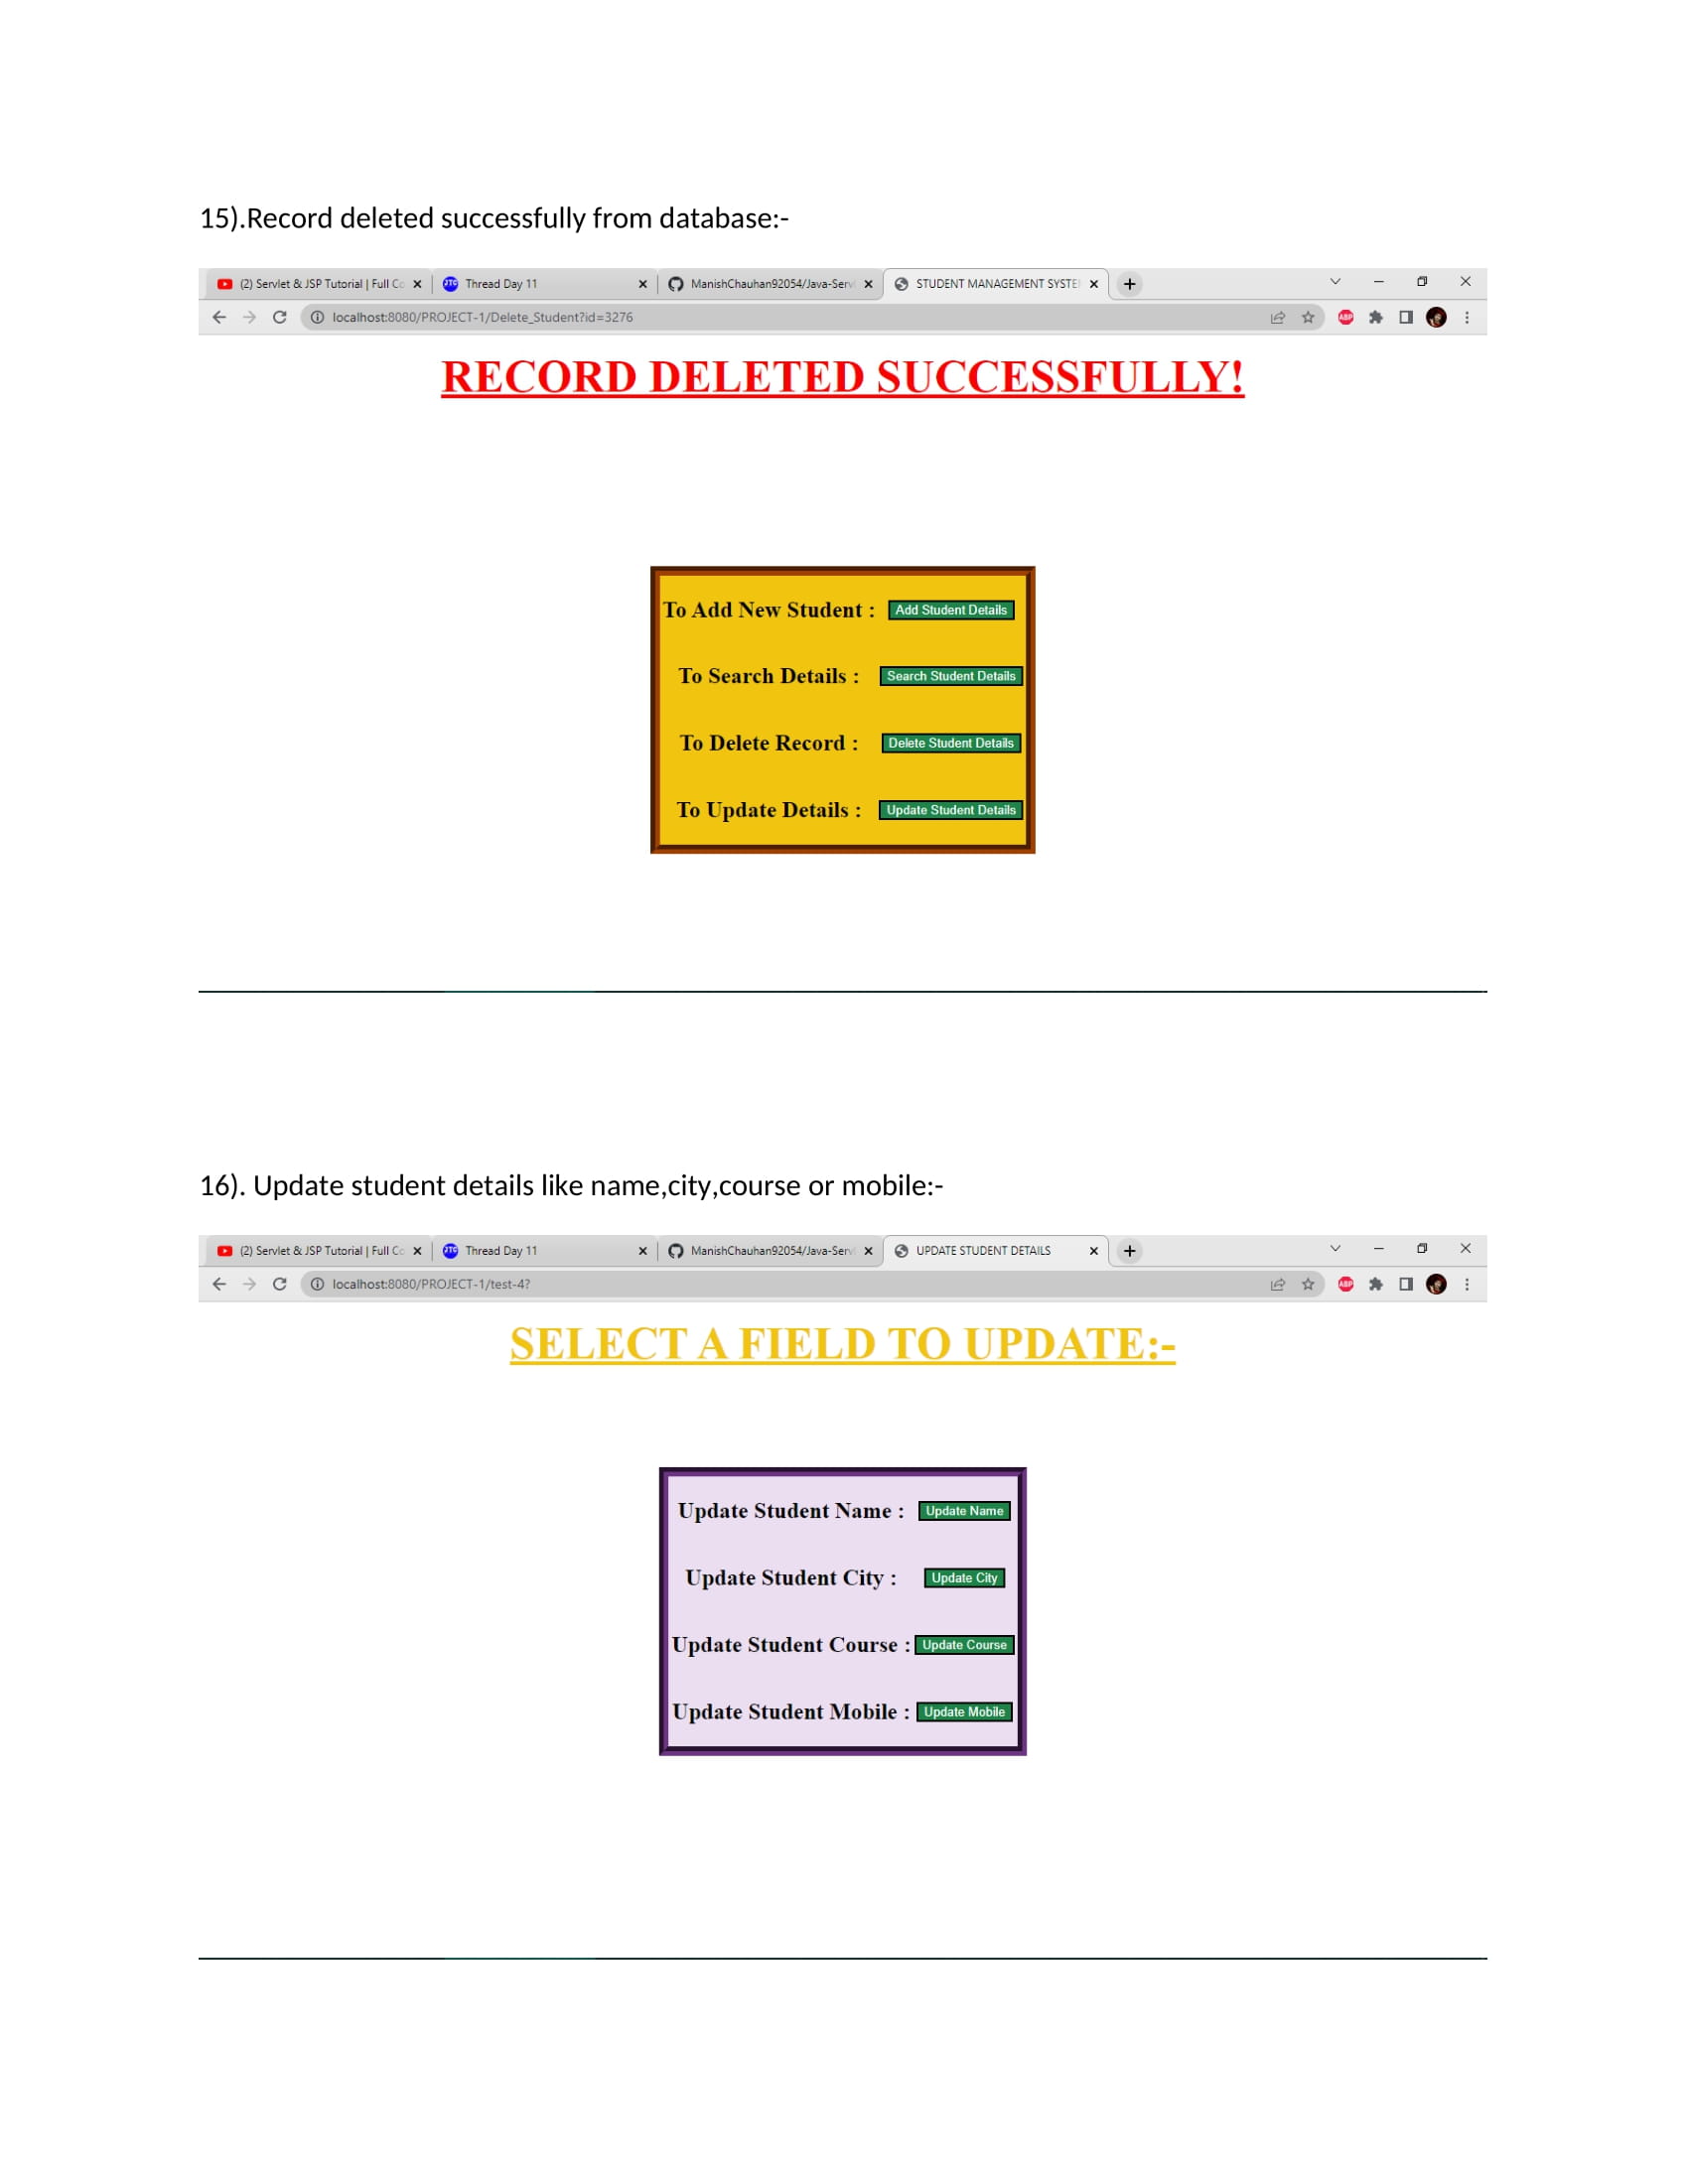 15).Record deleted successfully from database:-
(2) Servlet & JSP Tutorial | Full Co
Thread Day 11
ManishChauhan92054/Java-Serv
STUDENT MANAGEMENT SYSTE
localhost:8080/PROJECT-1/Delete_Student?id=3276
ABP
RECORD DELETED SUCCESSFULLY!
To Add New Student : Add Student Details
To Search Details : Search Student Details
To Delete Record : Delete Student Details
To Update Details : Update Student Details
16). Update student details like name,city,course or mobile:-
(2) Servlet & JSP Tutorial | Full Co
Thread Day 11
ManishChauhan92054/Java-Serv
UPDATE STUDENT DETAILS
localhost:8080/PROJECT-1/test-4?
ABP
SELECT A FIELD TO UPDATE:-
Update Student Name : Update Name
Update Student City : Update City
Update Student Course : Update Course
Update Student Mobile : Update Mobile